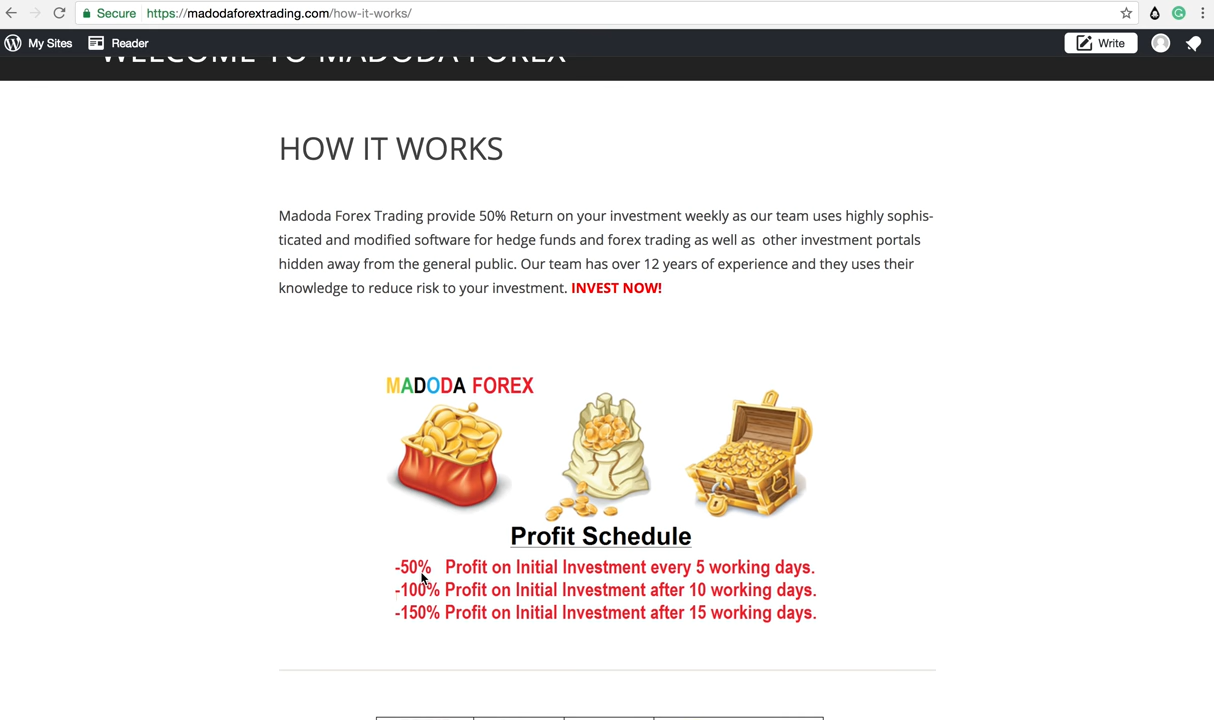 Secure https://madodaforextrading.com/how-it-works/
My Sites Reader Write
WELCOME TO MADODA FOREX
HOW IT WORKS
Madoda Forex Trading provide 50% Return on your investment weekly as our team uses highly sophis-
ticated and modified software for hedge funds and forex trading as well as other investment portals
hidden away from the general public. Our team has over 12 years of experience and they uses their
knowledge to reduce risk to your investment. INVEST NOW!
MADODA FOREX
Profit Schedule
-50% Profit on Initial Investment every 5 working days.
-100% Profit on Initial Investment after 10 working days.
-150% Profit on Initial Investment after 15 working days.